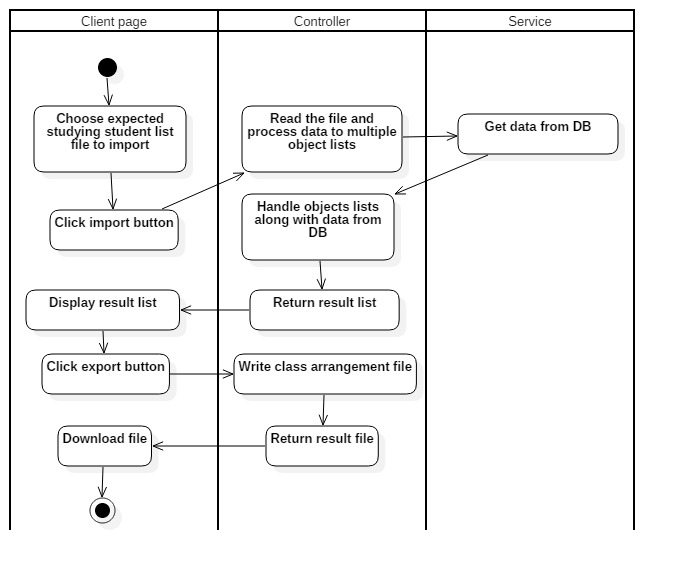 Client page
Controller
Service
Choose expected
studying student list
file to import
Read the file and
process data to multiple
object lists
Get data from DB
Click import button
Handle objects lists
along with data from
DB
Display result list
Return result list
Click export button
Write class arrangement file
Download file
Return result file